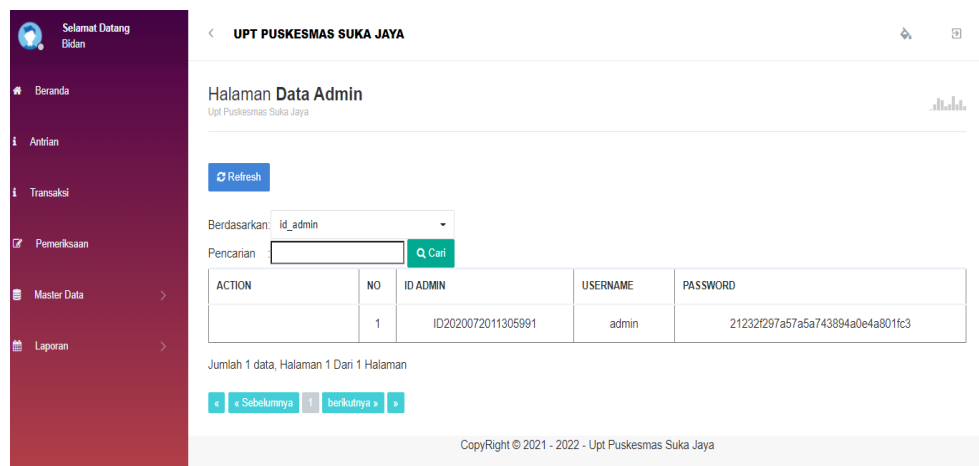 Selamat Datang
Bidan
Beranda
Antrian
Transaksi
Pemeriksaan
Master Data
Laporan
UPT PUSKESMAS SUKA JAYA
Halaman Data Admin
Upt Puskesmas Suka Jaya
Refresh
Berdasarkan: id_admin
Pencarian :
Cari
ACTION NO ID ADMIN USERNAME PASSWORD
1 ID2020072011305991 admin 21232f297a57a5a743894a0e4a801fc3
Jumlah 1 data, Halaman 1 Dari 1 Halaman
« « Sebelumnya 1 berikutnya » »
CopyRight © 2021 - 2022 - Upt Puskesmas Suka Jaya